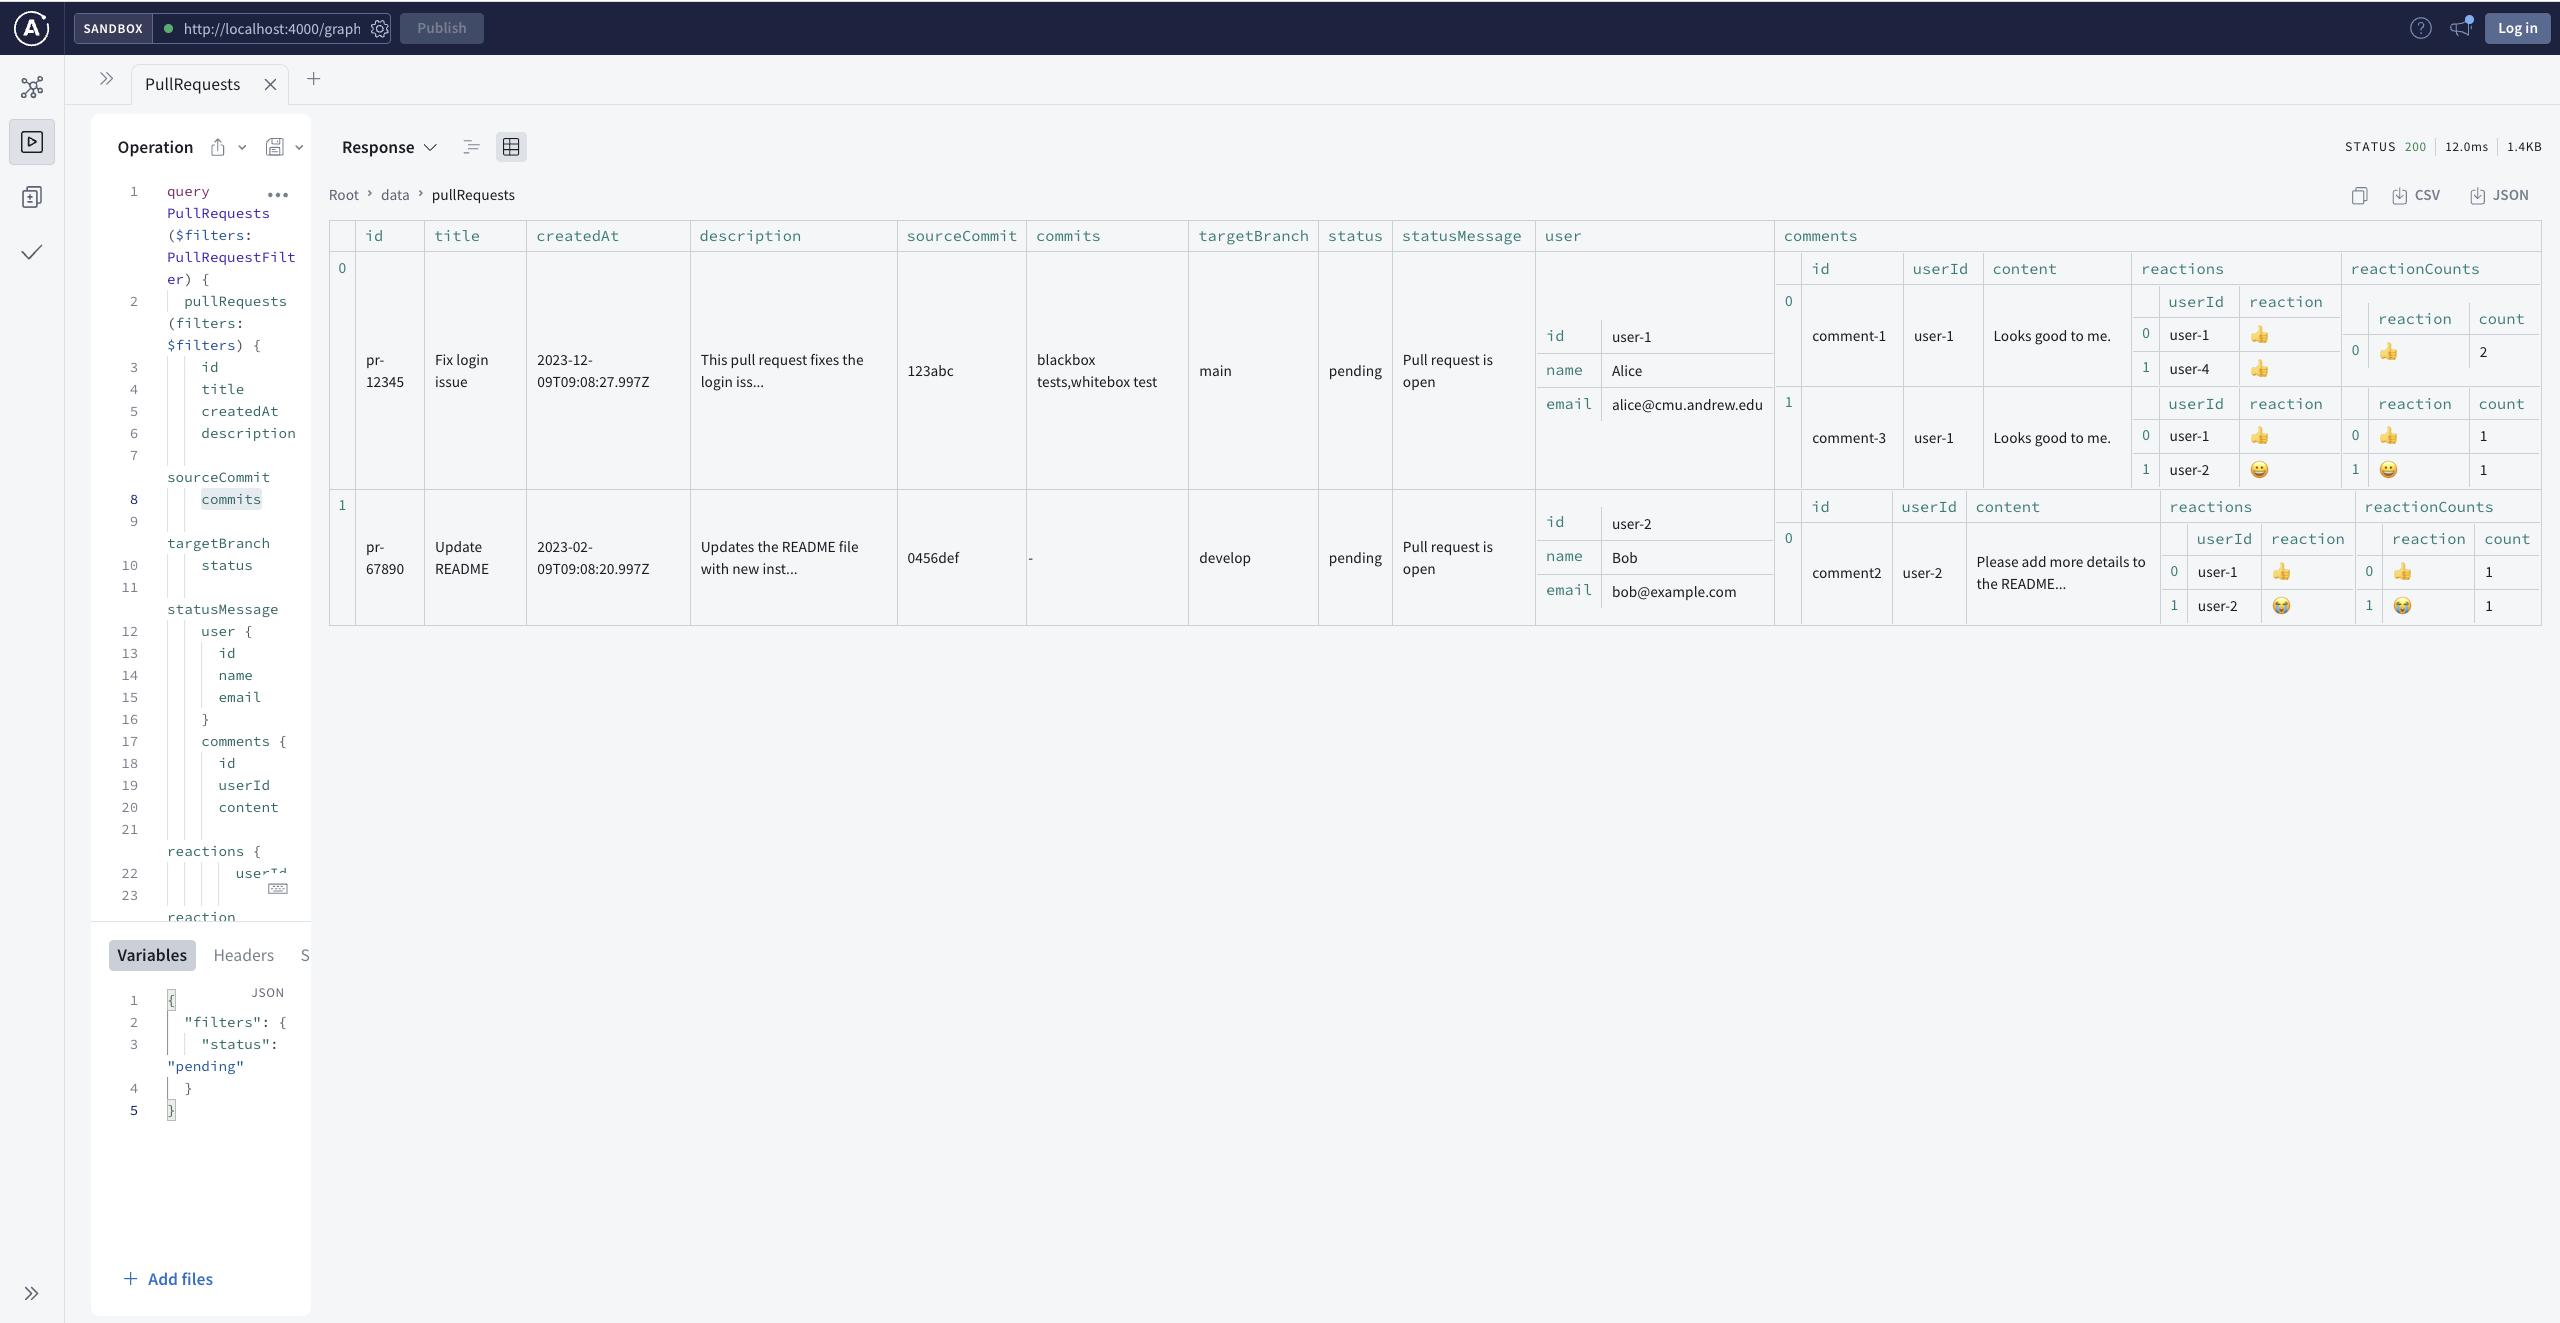 SANDBOX http://localhost:4000/graph Publish Log in
PullRequests
Operation
1 query
PullRequests
($filters:
PullRequestFilt
er) {
2 pullRequests
(filters:
$filters) {
3 id
4 title
5 createdAt
6 description
7
sourceCommit
8 commits
9
targetBranch
10 status
11
statusMessage
12 user {
13 id
14 name
15 email
16 }
17 comments {
18 id
19 userId
20 content
21
reactions {
22 userId
23
reaction
Variables Headers S
JSON
1 {
2 "filters": {
3 "status":
"pending"
4 }
5 }
Add files
Response STATUS 200 12.0ms 1.4KB
Root > data > pullRequests CSV JSON
id title createdAt description sourceCommit commits targetBranch status statusMessage user comments
0
pr-
12345
Fix login
issue
2023-12-
09T09:08:27.997Z
This pull request fixes the
login iss...
123abc
blackbox
tests,whitebox test
main
pending
Pull request is
open
id user-1
name Alice
email alice@cmu.andrew.edu
id userId content reactions reactionCounts
0 comment-1 user-1 Looks good to me.
userId reaction
0 user-1 👍
1 user-4 👍
reaction count
0 👍 2
1 comment-3 user-1 Looks good to me.
userId reaction
0 user-1 👍
1 user-2 😀
reaction count
0 👍 1
1 😀 1
1
pr-
67890
Update
README
2023-02-
09T09:08:20.997Z
Updates the README file
with new inst...
0456def
-
develop
pending
Pull request is
open
id user-2
name Bob
email bob@example.com
id userId content reactions reactionCounts
0 comment2 user-2
Please add more details to
the README...
userId reaction
0 user-1 👍
1 user-2 😭
reaction count
0 👍 1
1 😭 1